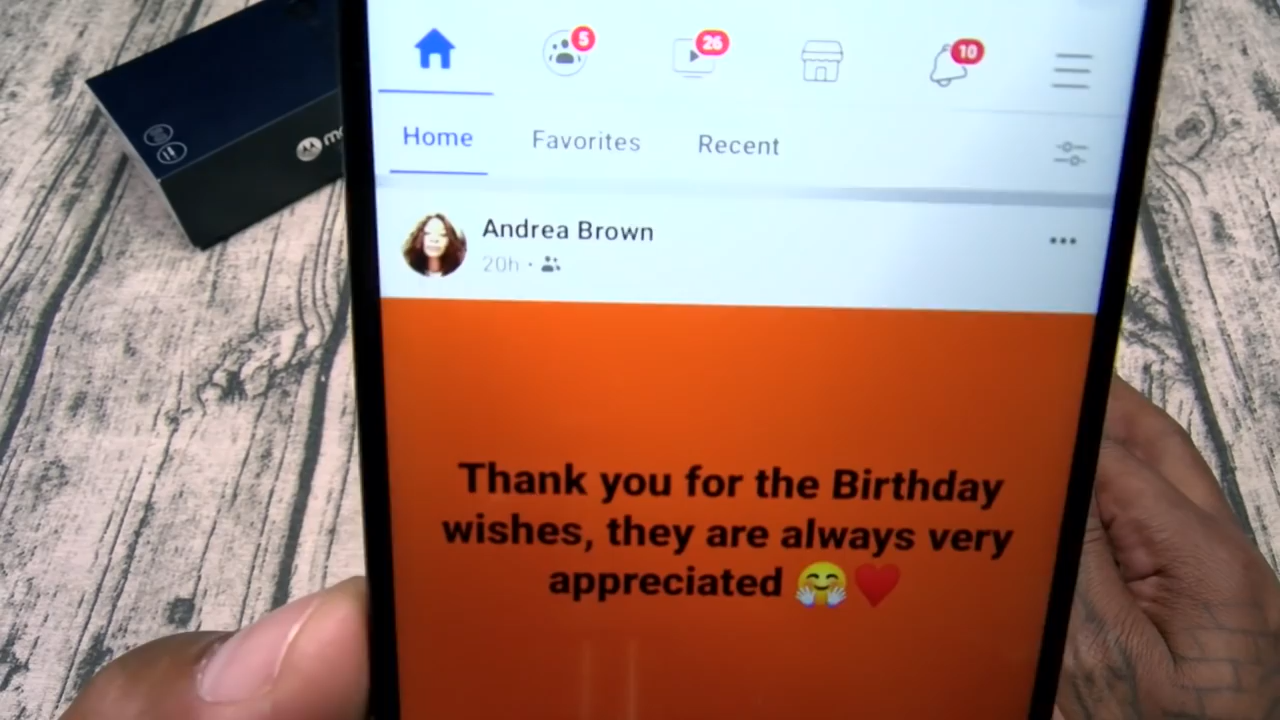 5
26
10
Home
Favorites
Recent
Andrea Brown
20h ·
Thank you for the Birthday
wishes, they are always very
appreciated 🤗❤️